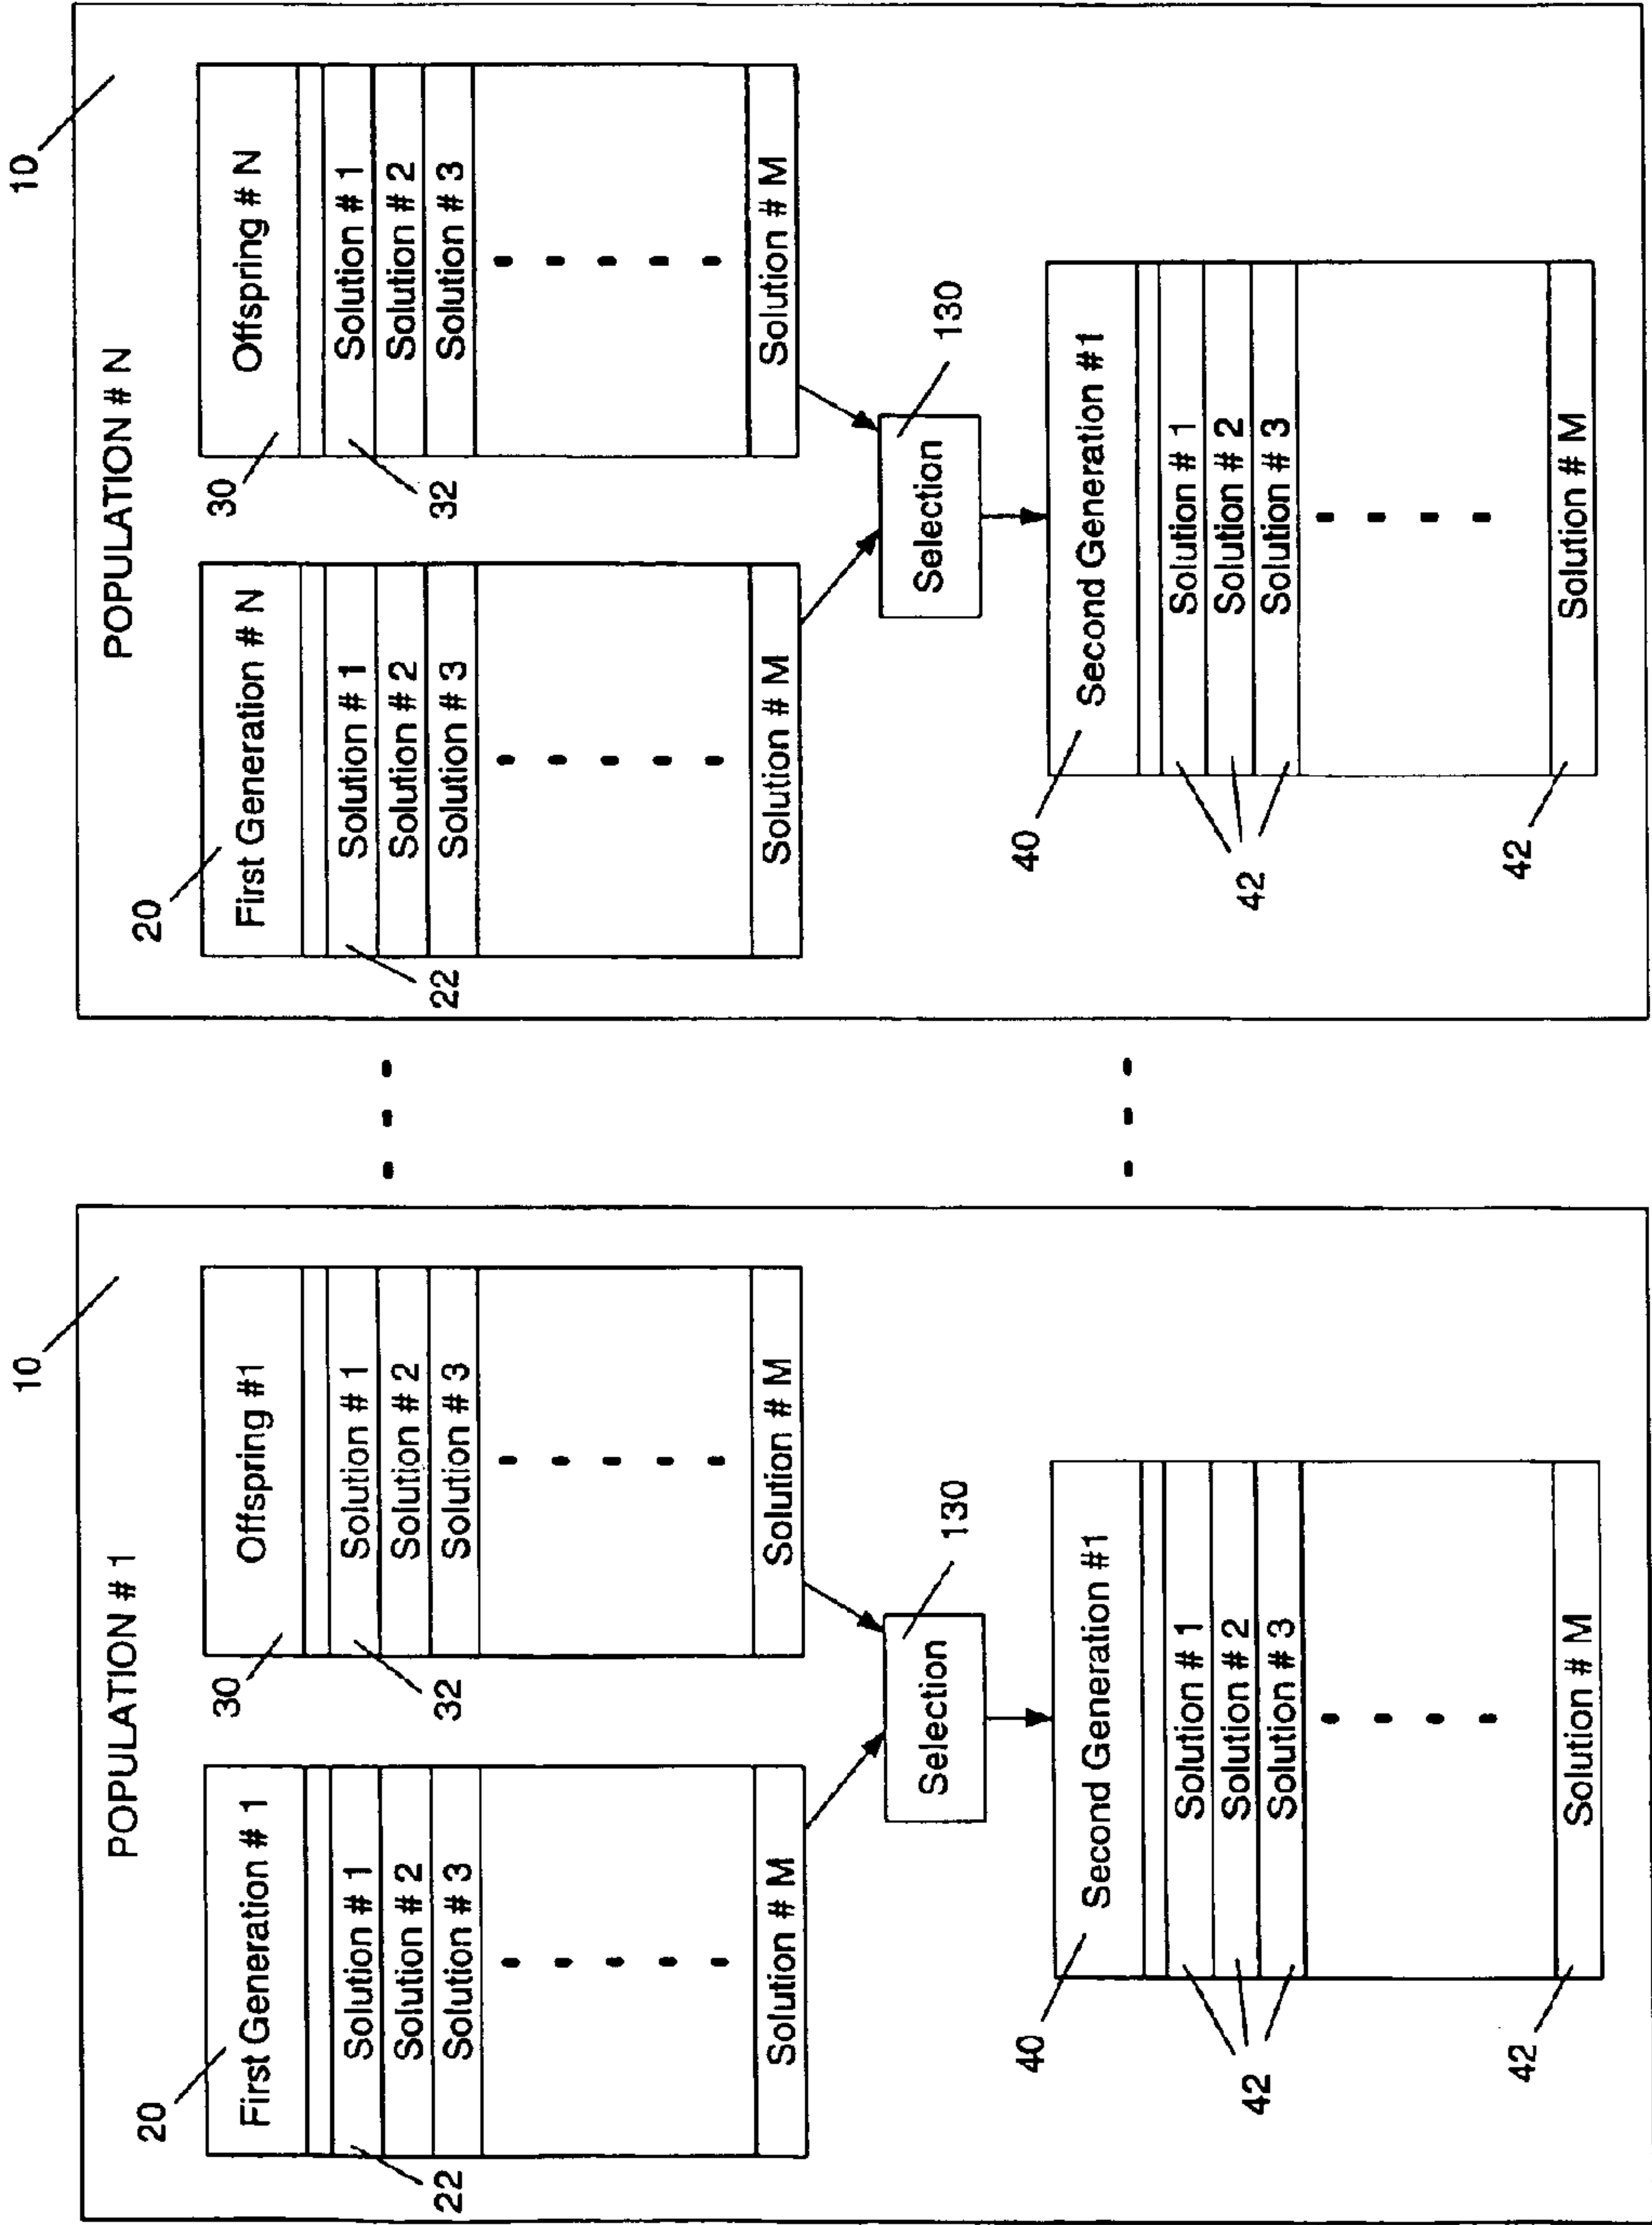 10
POPULATION # 1
20
First Generation # 1
Solution # 1
Solution # 2
Solution # 3
Solution # M
22
30
Offspring #1
Solution # 1
Solution # 2
Solution # 3
Solution # M
32
Selection
130
40
Second Generation #1
Solution # 1
Solution # 2
Solution # 3
Solution # M
42
42
10
POPULATION # N
20
First Generation # N
Solution # 1
Solution # 2
Solution # 3
Solution # M
22
30
Offspring # N
Solution # 1
Solution # 2
Solution # 3
Solution # M
32
Selection
130
40
Second Generation #1
Solution # 1
Solution # 2
Solution # 3
Solution # M
42
42